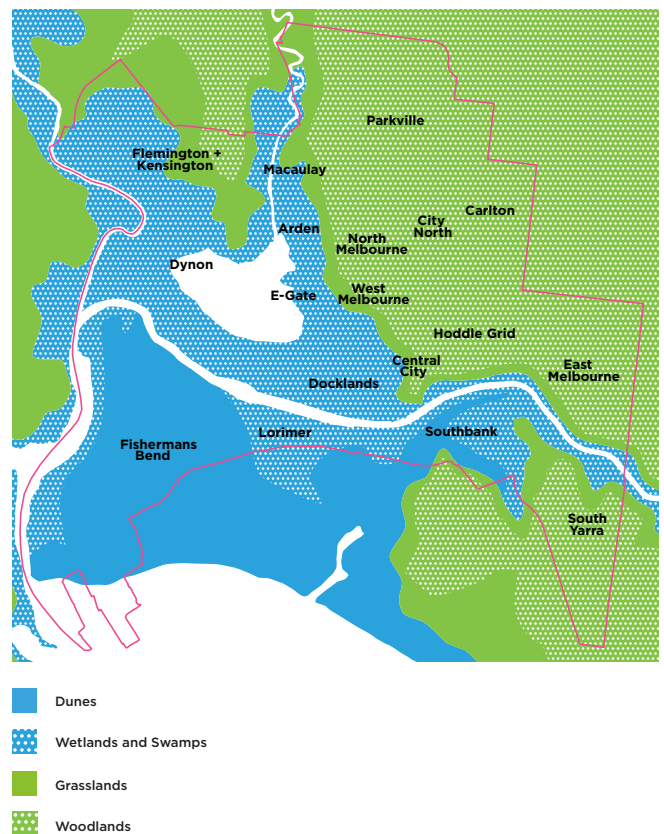 Parkville
Flemington +
Kensington
Macaulay
Carlton
City
North
Arden
North
Melbourne
Dynon
E-Gate
West
Melbourne
Hoddle Grid
Central
City
East
Melbourne
Docklands
Lorimer
Southbank
Fishermans
Bend
South
Yarra
Dunes
Wetlands and Swamps
Grasslands
Woodlands